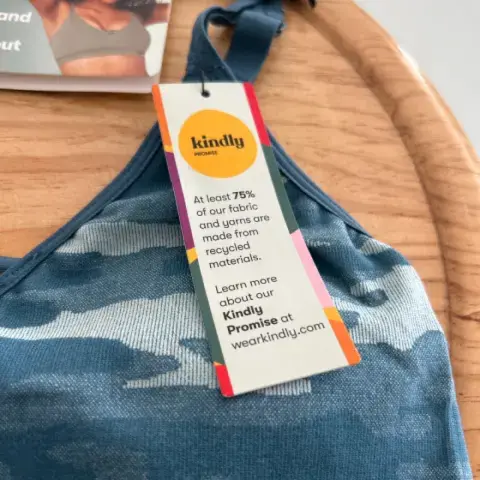 and
out
kindly
PROMISE
At least 75%
of our fabric
and yarns are
made from
recycled
materials.
Learn more
about our
Kindly
Promise at
wearkindly.com